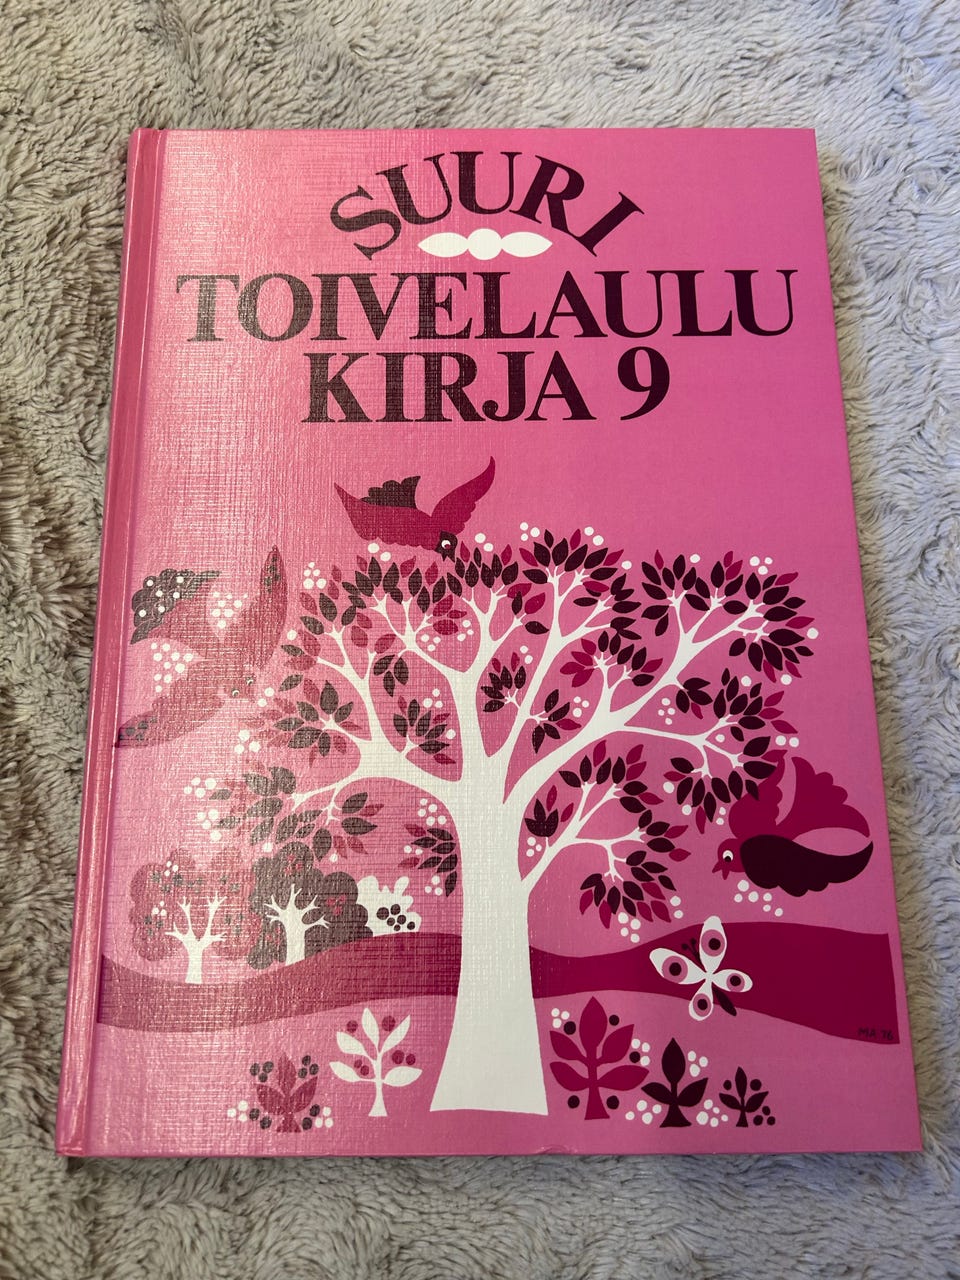 SUURI
TOIVELAULU
KIRJA 9
MA 76